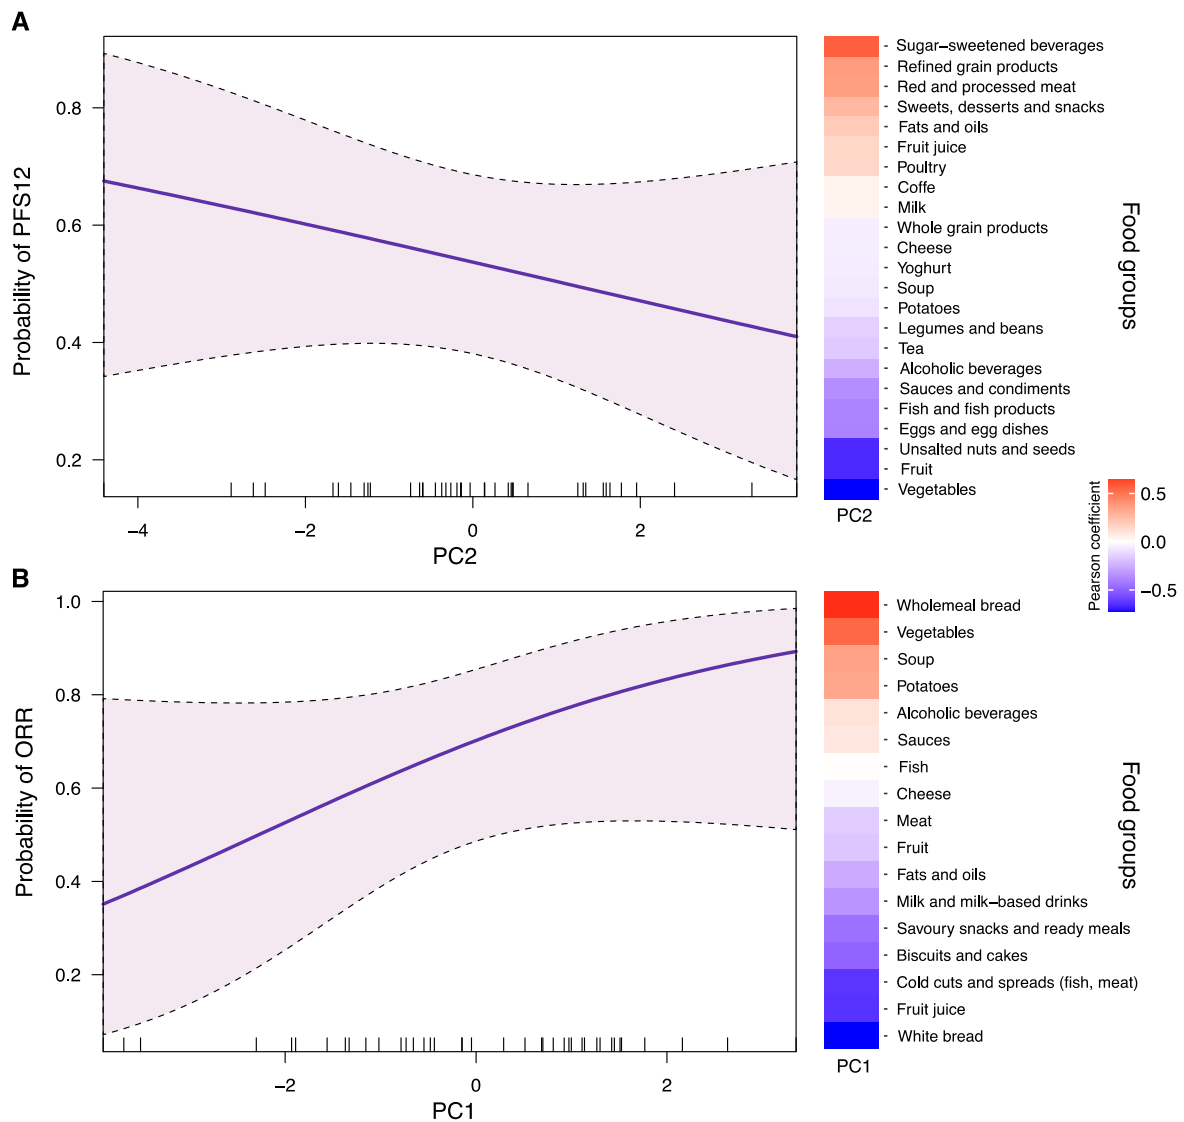 A
Probability of PFS12
0.8
0.6
0.4
0.2
−4
−2
0
2
PC2
Sugar−sweetened beverages
Refined grain products
Red and processed meat
Sweets, desserts and snacks
Fats and oils
Fruit juice
Poultry
Coffe
Milk
Whole grain products
Cheese
Yoghurt
Soup
Potatoes
Legumes and beans
Tea
Alcoholic beverages
Sauces and condiments
Fish and fish products
Eggs and egg dishes
Unsalted nuts and seeds
Fruit
Vegetables
PC2
Food groups
Pearson coefficient
0.5
0.0
−0.5
B
Probability of ORR
1.0
0.8
0.6
0.4
0.2
−2
0
2
PC1
Wholemeal bread
Vegetables
Soup
Potatoes
Alcoholic beverages
Sauces
Fish
Cheese
Meat
Fruit
Fats and oils
Milk and milk−based drinks
Savoury snacks and ready meals
Biscuits and cakes
Cold cuts and spreads (fish, meat)
Fruit juice
White bread
PC1
Food groups